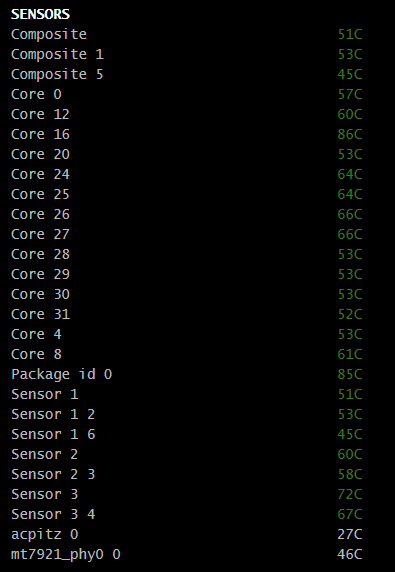 SENSORS
Composite 51C
Composite 1 53C
Composite 5 45C
Core 0 57C
Core 12 60C
Core 16 86C
Core 20 53C
Core 24 64C
Core 25 64C
Core 26 66C
Core 27 66C
Core 28 53C
Core 29 53C
Core 30 53C
Core 31 52C
Core 4 53C
Core 8 61C
Package id 0 85C
Sensor 1 51C
Sensor 1 2 53C
Sensor 1 6 45C
Sensor 2 60C
Sensor 2 3 58C
Sensor 3 72C
Sensor 3 4 67C
acpitz 0 27C
mt7921_phy0 0 46C